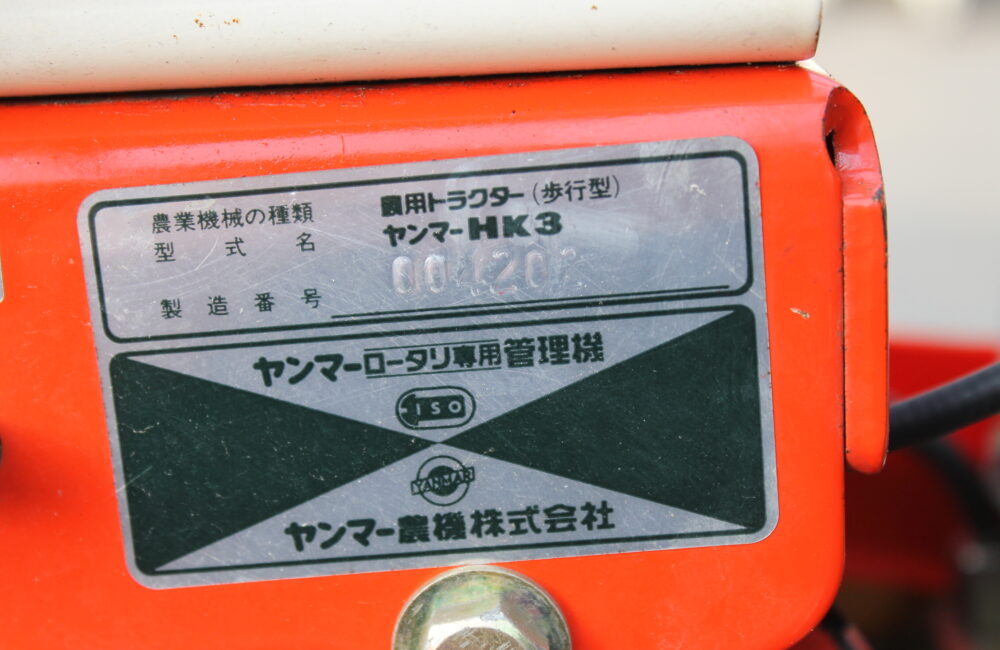 農業機械の種類 農用トラクター(歩行型)
型式名 ヤンマーHK3
製造番号 00420
ヤンマーロータリ専用管理機
ISO
YANMAR
ヤンマー農機株式会社